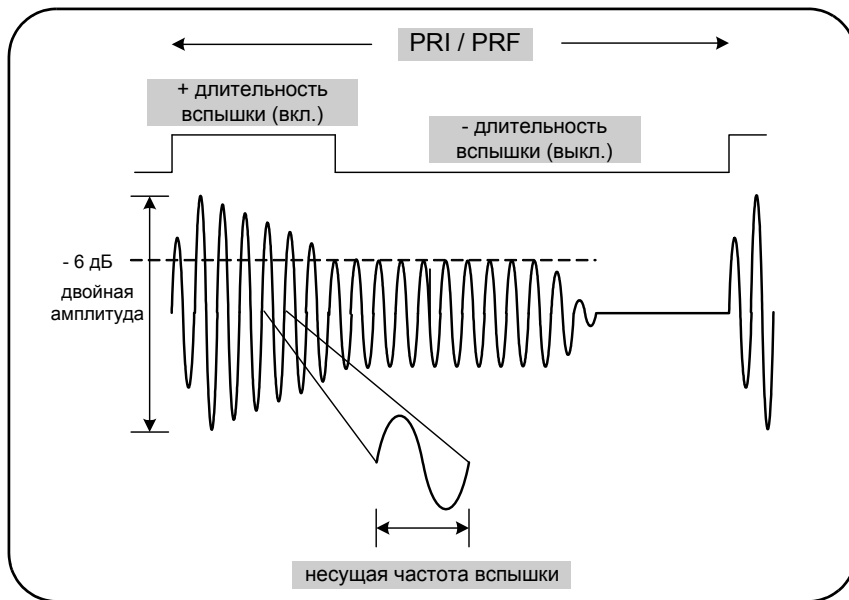 PRI / PRF
+ длительность
вспышки (вкл.)
- длительность
вспышки (выкл.)
- 6 дБ
двойная
амплитуда
несущая частота вспышки